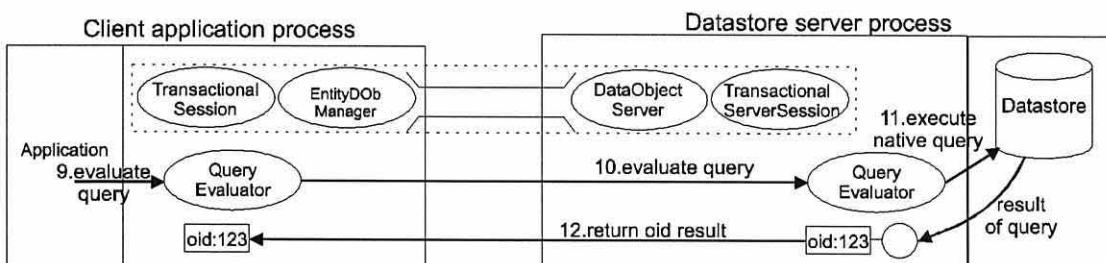 Client application process
Datastore server process
Transactional
Session
EntityDOb
Manager
DataObject
Server
Transactional
ServerSession
Datastore
11.execute
native query
Application
9.evaluate
query
Query
Evaluator
10.evaluate query
Query
Evaluator
result
of query
oid:123
12.return oid result
oid:123